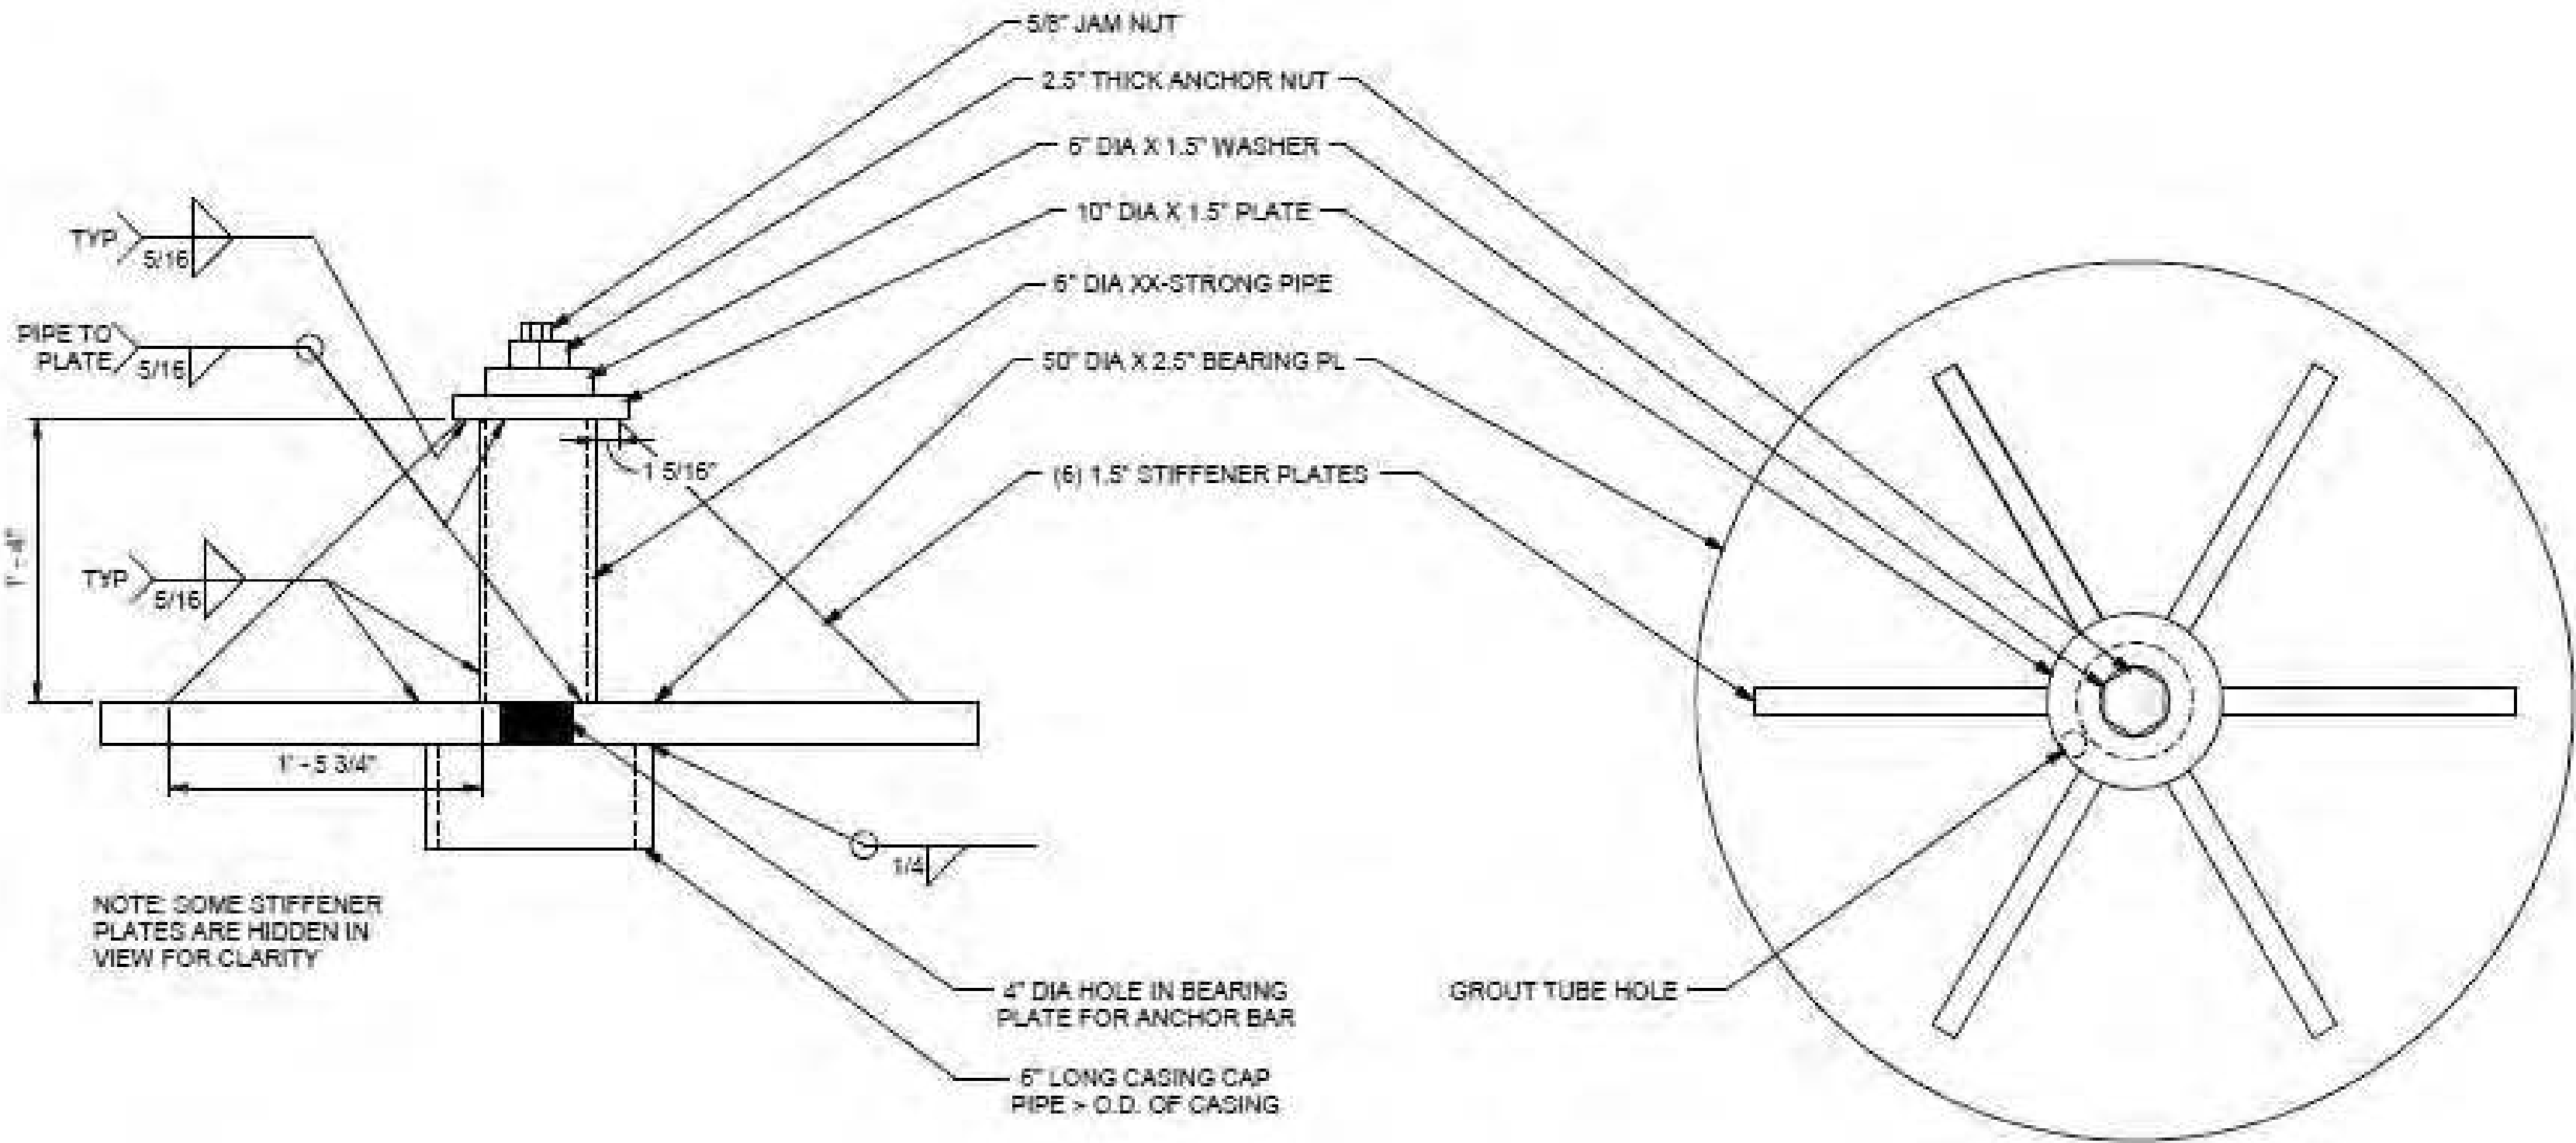 5/8" JAM NUT
2.5" THICK ANCHOR NUT
6" DIA X 1.5" WASHER
10" DIA X 1.5" PLATE
6" DIA XX-STRONG PIPE
50" DIA X 2.5" BEARING PL
(6) 1.5" STIFFENER PLATES
TYP
5/16
PIPE TO
PLATE
5/16
1 5/16"
1' - 4"
TYP
5/16
1' - 5 3/4"
1/4
NOTE: SOME STIFFENER
PLATES ARE HIDDEN IN
VIEW FOR CLARITY
4" DIA HOLE IN BEARING
PLATE FOR ANCHOR BAR
6" LONG CASING CAP
PIPE > O.D. OF CASING
GROUT TUBE HOLE